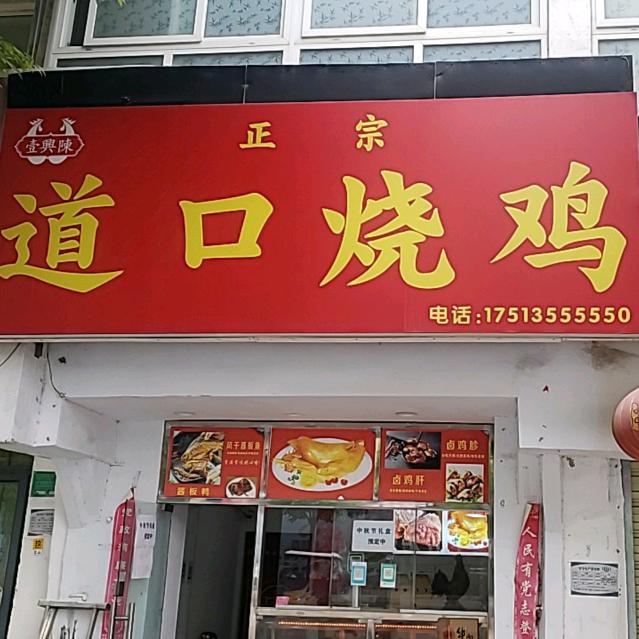 壹興陳
正宗
道口烧鸡
电话:17513555550
风干酱板鱼
酱板鸭
卤鸡胗
卤鸡肝
中秋节礼盒
预定中
人民有党志登